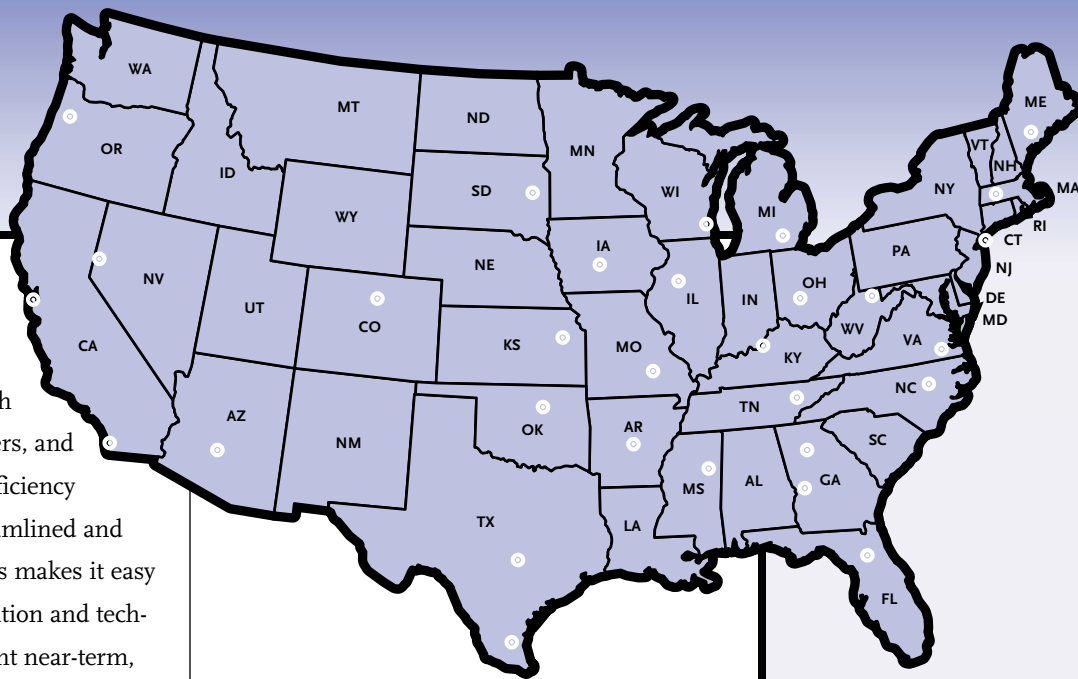 WA
MT
ND
MN
OR
ID
SD
WI
MI
ME
VT
NH
NY
MA
WY
RI
CT
NJ
PA
IA
NE
NV
UT
CO
IL
IN
OH
DE
MD
WV
VA
CA
KS
MO
KY
AZ
NM
OK
AR
TN
NC
SC
MS
AL
GA
TX
LA
FL
h
ers, and
ficiency
amlined and
s makes it easy
tion and tech-
nt near-term,